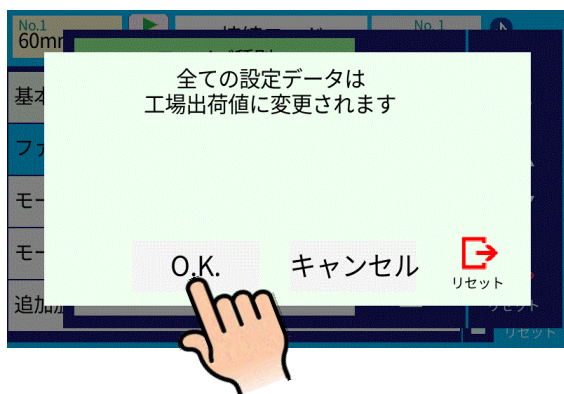 No.1
60mm
No.1
全ての設定データは
工場出荷値に変更されます
O.K.
キャンセル
リセット
基本
モー
モー
追加
リセット
リセット